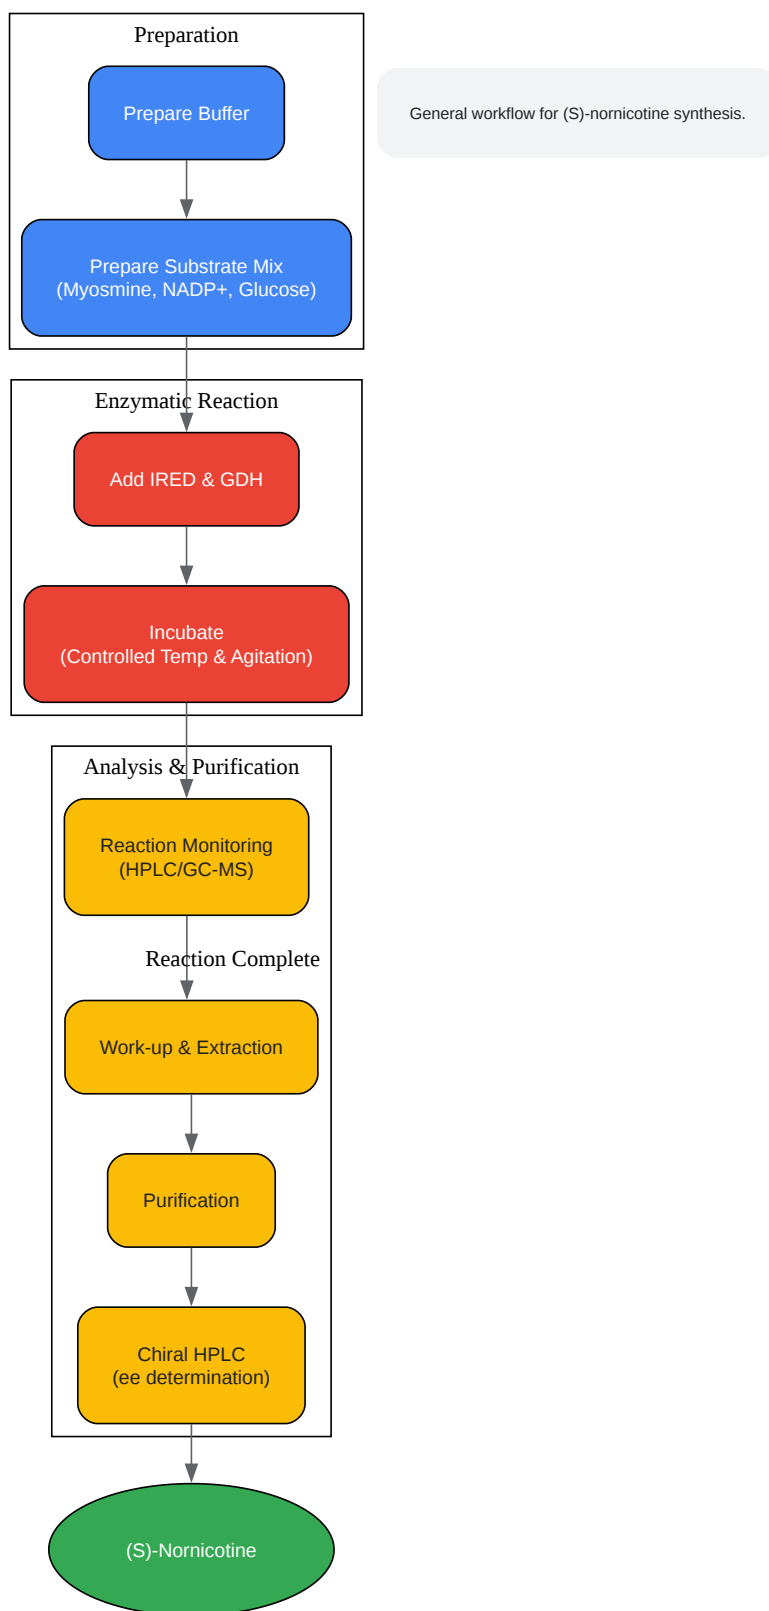 Preparation
Prepare Buffer
General workflow for (S)-nornicotine synthesis.
Prepare Substrate Mix
(Myosmine, NADP+, Glucose)
Enzymatic Reaction
Add IRED & GDH
Incubate
(Controlled Temp & Agitation)
Analysis & Purification
Reaction Monitoring
(HPLC/GC-MS)
Reaction Complete
Work-up & Extraction
Purification
Chiral HPLC
(ee determination)
(S)-Nornicotine